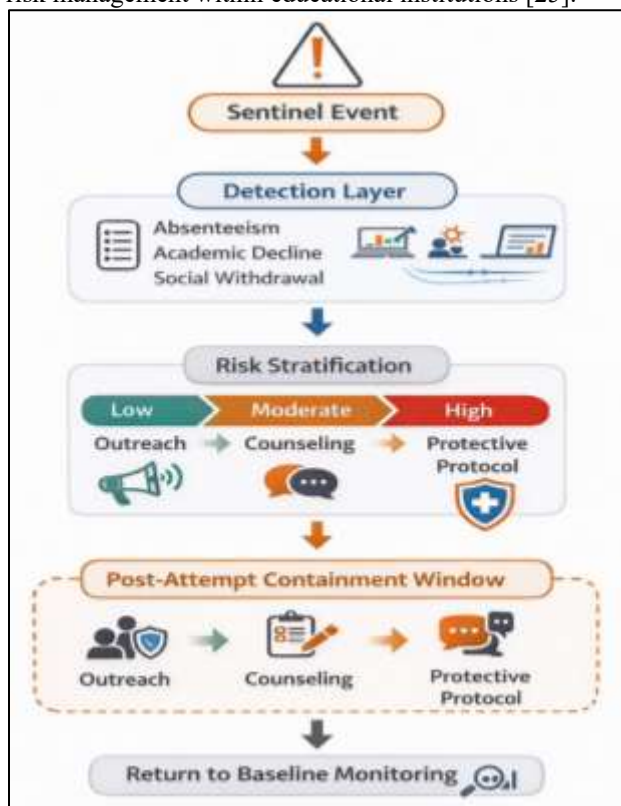 risk management within educational institutions [23].
Sentinel Event
Detection Layer
Absenteeism
Academic Decline
Social Withdrawal
Risk Stratification
Low Moderate High
Outreach Counseling Protective
Protocol
Post-Attempt Containment Window
Outreach Counseling Protective
Protocol
Return to Baseline Monitoring